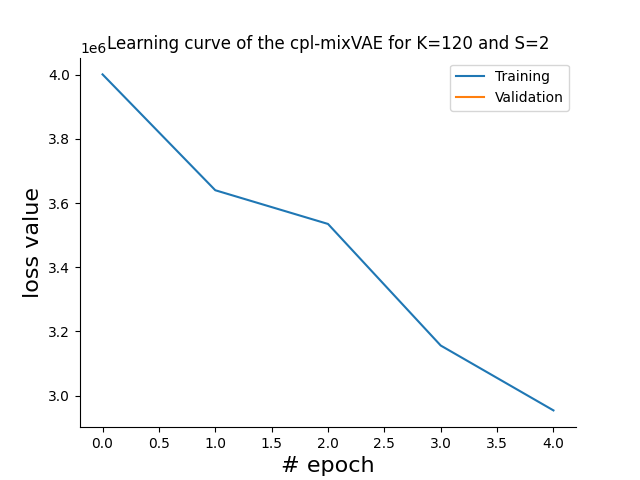 Learning curve of the cpl-mixVAE for K=120 and S=2
1e6
Training
Validation
4.0
3.8
3.6
3.4
3.2
3.0
loss value
0.0 0.5 1.0 1.5 2.0 2.5 3.0 3.5 4.0
# epoch